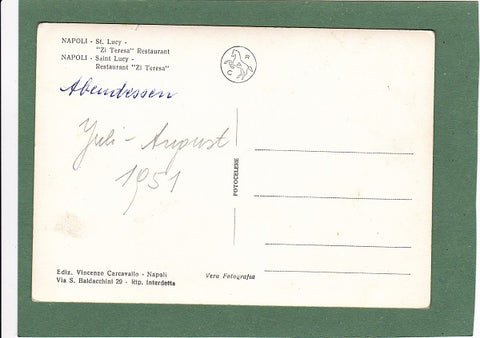 NAPOLI - St. Lucy -
"Zi Teresa" Restaurant
NAPOLI - Saint Lucy -
Restaurant "Zi Teresa"
C R
Abendessen
Juli - August
1951
FOTOCELERE
Ediz. Vincenzo Carcavallo - Napoli
Via S. Baldacchini 29 - Rip. Interdetta
Vera Fotografia